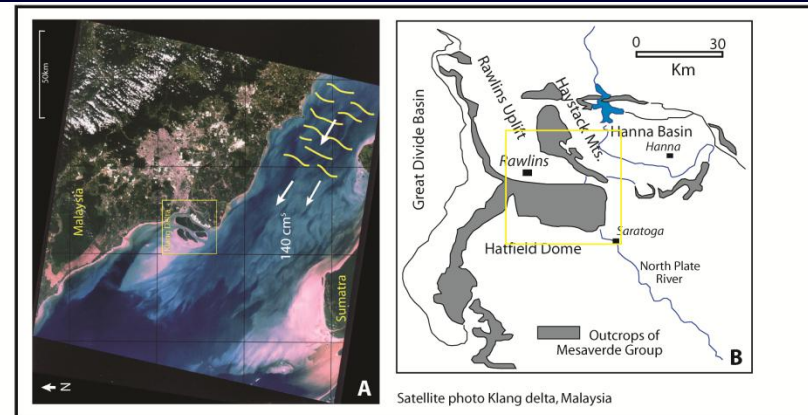 50km
Malaysia
140 cmˢ
Sumatra
N
A
0 30
Km
Great Divide Basin
Rawlins Uplift
Haystack Mts.
Hanna Basin
Hanna
Rawlins
Saratoga
Hatfield Dome
North Plate
River
Outcrops of
Mesaverde Group
B
Satellite photo Klang delta, Malaysia